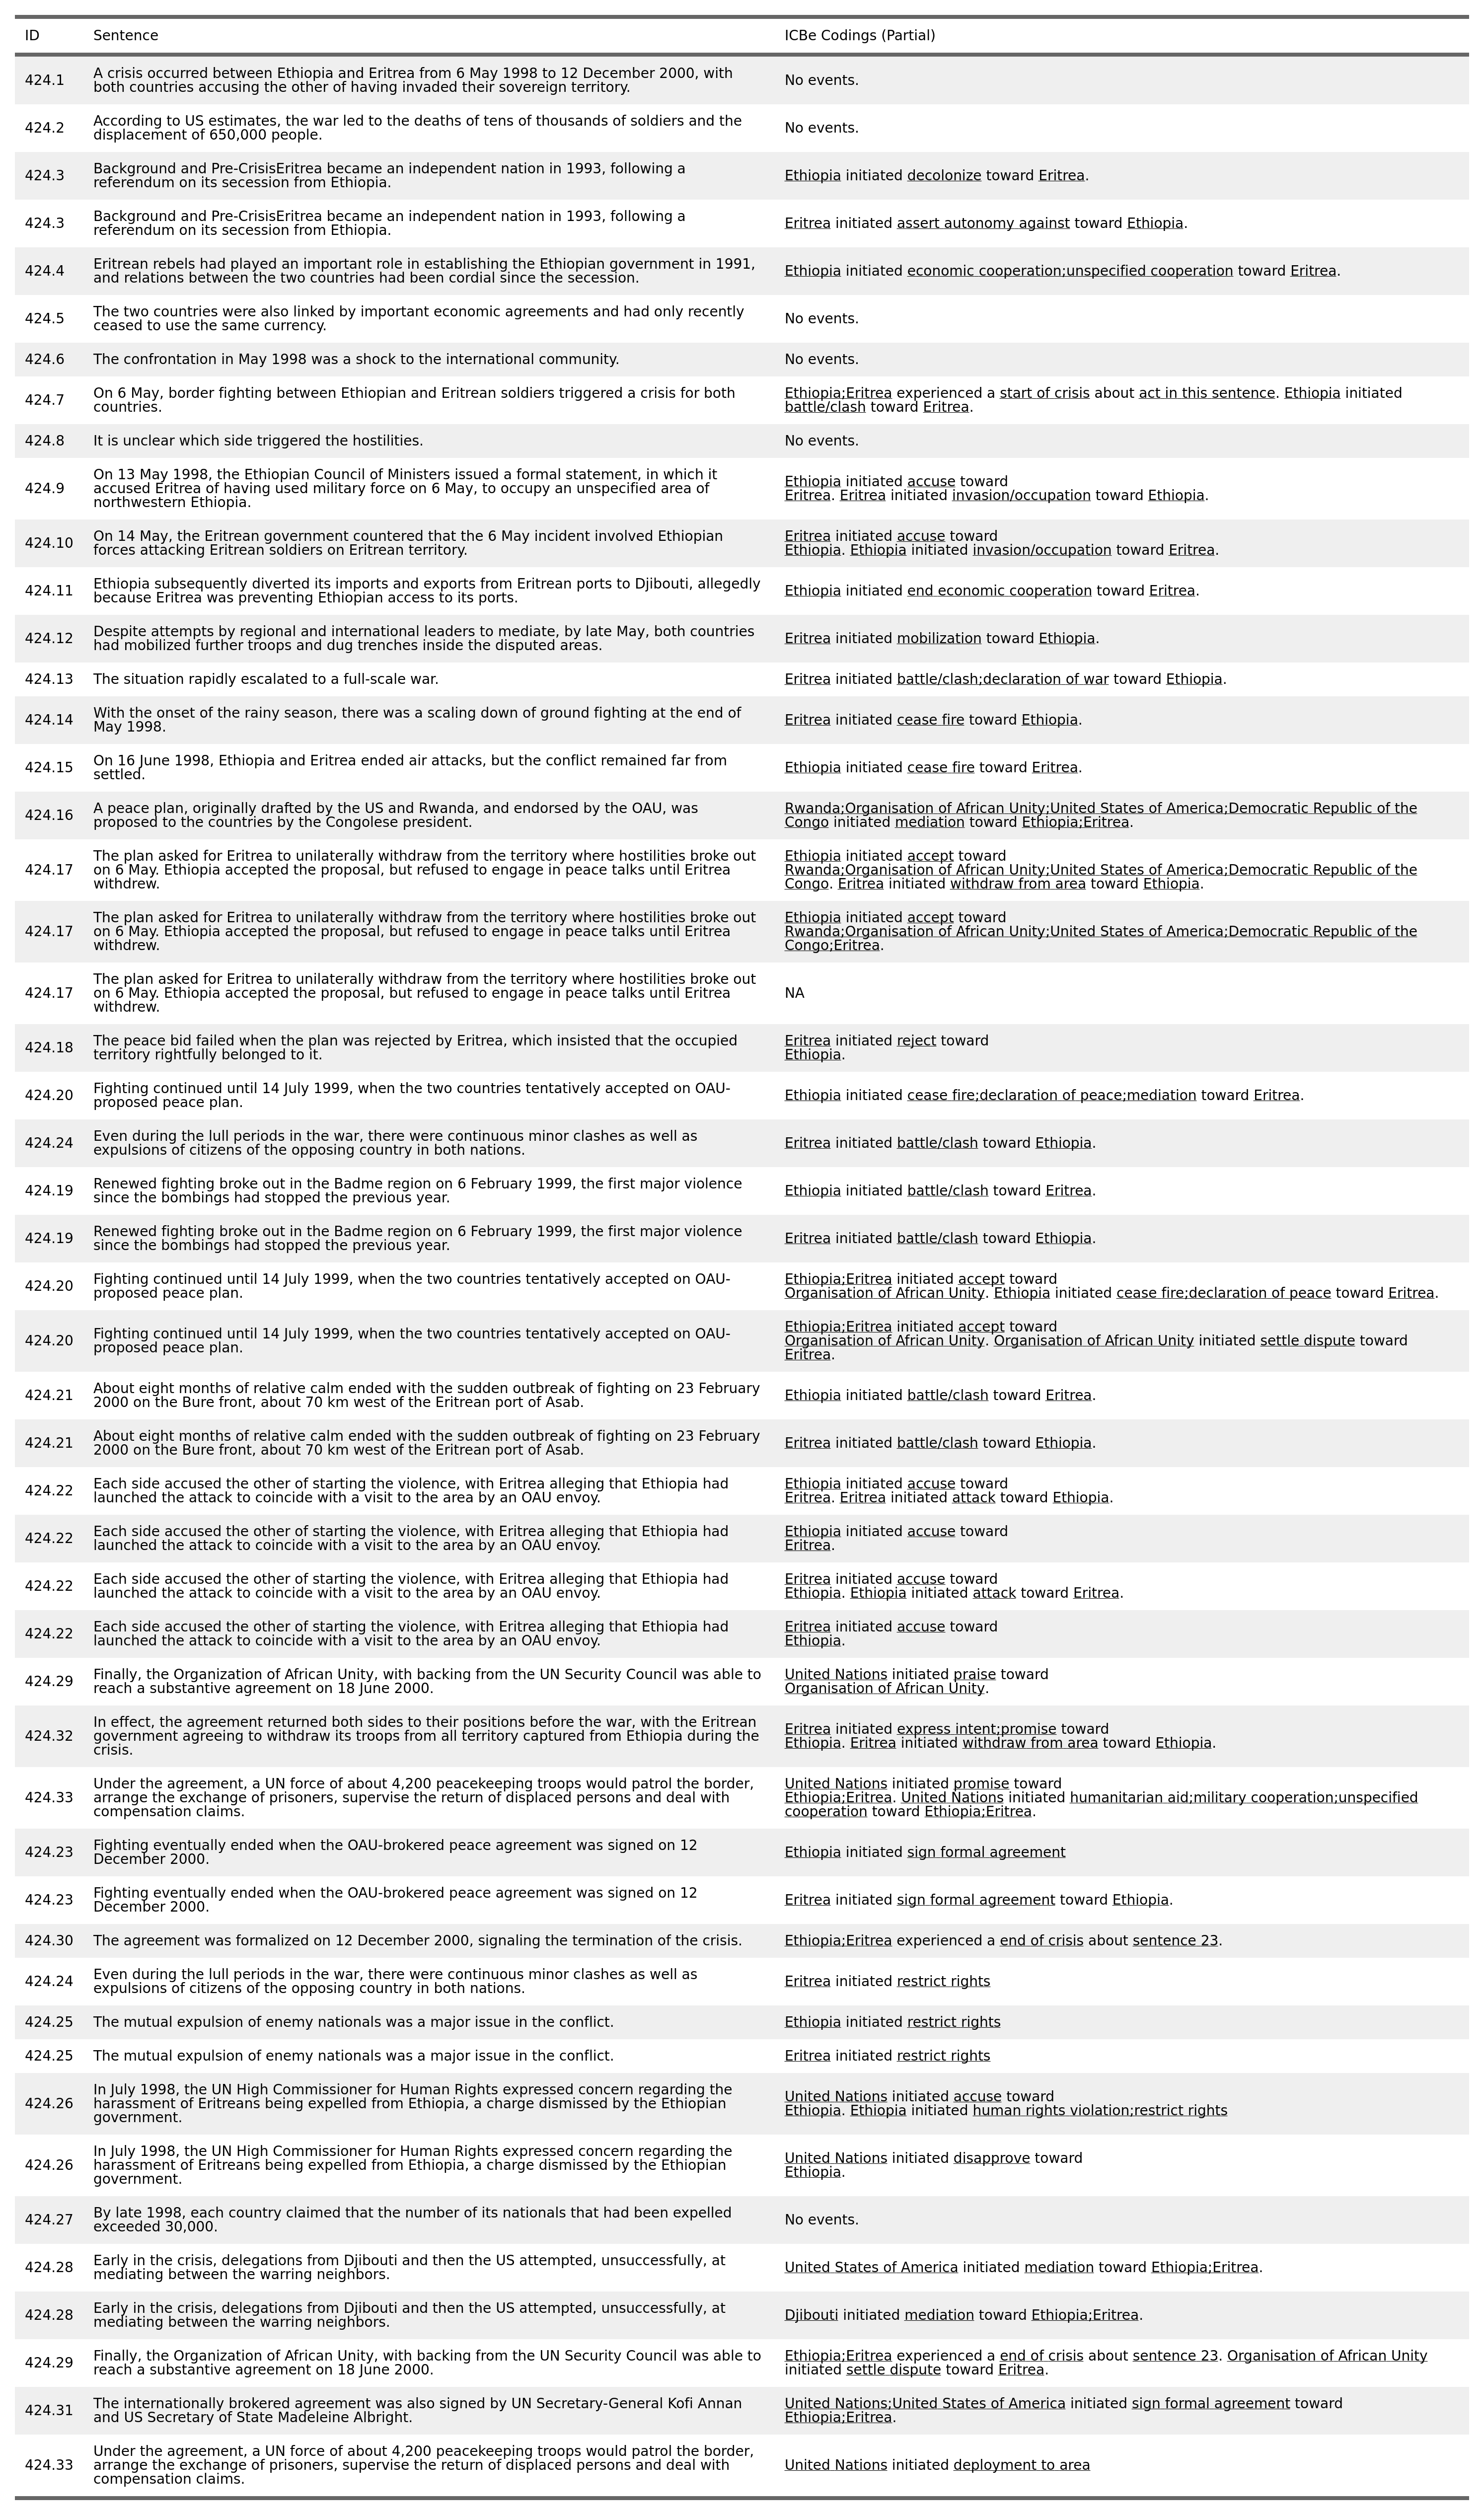 ID Sentence ICBe Codings (Partial)
424.1 A crisis occurred between Ethiopia and Eritrea from 6 May 1998 to 12 December 2000, with
both countries accusing the other of having invaded their sovereign territory. No events.
424.2 According to US estimates, the war led to the deaths of tens of thousands of soldiers and the
displacement of 650,000 people. No events.
424.3 Background and Pre-CrisisEritrea became an independent nation in 1993, following a
referendum on its secession from Ethiopia. Ethiopia initiated decolonize toward Eritrea.
424.3 Background and Pre-CrisisEritrea became an independent nation in 1993, following a
referendum on its secession from Ethiopia. Eritrea initiated assert autonomy against toward Ethiopia.
424.4 Eritrean rebels had played an important role in establishing the Ethiopian government in 1991,
and relations between the two countries had been cordial since the secession. Ethiopia initiated economic cooperation;unspecified cooperation toward Eritrea.
424.5 The two countries were also linked by important economic agreements and had only recently
ceased to use the same currency. No events.
424.6 The confrontation in May 1998 was a shock to the international community. No events.
424.7 On 6 May, border fighting between Ethiopian and Eritrean soldiers triggered a crisis for both
countries. Ethiopia;Eritrea experienced a start of crisis about act in this sentence. Ethiopia initiated
battle/clash toward Eritrea.
424.8 It is unclear which side triggered the hostilities. No events.
424.9 On 13 May 1998, the Ethiopian Council of Ministers issued a formal statement, in which it
accused Eritrea of having used military force on 6 May, to occupy an unspecified area of
northwestern Ethiopia. Ethiopia initiated accuse toward
Eritrea. Eritrea initiated invasion/occupation toward Ethiopia.
424.10 On 14 May, the Eritrean government countered that the 6 May incident involved Ethiopian
forces attacking Eritrean soldiers on Eritrean territory. Eritrea initiated accuse toward
Ethiopia. Ethiopia initiated invasion/occupation toward Eritrea.
424.11 Ethiopia subsequently diverted its imports and exports from Eritrean ports to Djibouti, allegedly
because Eritrea was preventing Ethiopian access to its ports. Ethiopia initiated end economic cooperation toward Eritrea.
424.12 Despite attempts by regional and international leaders to mediate, by late May, both countries
had mobilized further troops and dug trenches inside the disputed areas. Eritrea initiated mobilization toward Ethiopia.
424.13 The situation rapidly escalated to a full-scale war. Eritrea initiated battle/clash;declaration of war toward Ethiopia.
424.14 With the onset of the rainy season, there was a scaling down of ground fighting at the end of
May 1998. Eritrea initiated cease fire toward Ethiopia.
424.15 On 16 June 1998, Ethiopia and Eritrea ended air attacks, but the conflict remained far from
settled. Ethiopia initiated cease fire toward Eritrea.
424.16 A peace plan, originally drafted by the US and Rwanda, and endorsed by the OAU, was
proposed to the countries by the Congolese president. Rwanda;Organisation of African Unity;United States of America;Democratic Republic of the
Congo initiated mediation toward Ethiopia;Eritrea.
424.17 The plan asked for Eritrea to unilaterally withdraw from the territory where hostilities broke out
on 6 May. Ethiopia accepted the proposal, but refused to engage in peace talks until Eritrea
withdrew. Ethiopia initiated accept toward
Rwanda;Organisation of African Unity;United States of America;Democratic Republic of the
Congo. Eritrea initiated withdraw from area toward Ethiopia.
424.17 The plan asked for Eritrea to unilaterally withdraw from the territory where hostilities broke out
on 6 May. Ethiopia accepted the proposal, but refused to engage in peace talks until Eritrea
withdrew. Ethiopia initiated accept toward
Rwanda;Organisation of African Unity;United States of America;Democratic Republic of the
Congo;Eritrea.
424.17 The plan asked for Eritrea to unilaterally withdraw from the territory where hostilities broke out
on 6 May. Ethiopia accepted the proposal, but refused to engage in peace talks until Eritrea
withdrew. NA
424.18 The peace bid failed when the plan was rejected by Eritrea, which insisted that the occupied
territory rightfully belonged to it. Eritrea initiated reject toward
Ethiopia.
424.20 Fighting continued until 14 July 1999, when the two countries tentatively accepted on OAU-
proposed peace plan. Ethiopia initiated cease fire;declaration of peace;mediation toward Eritrea.
424.24 Even during the lull periods in the war, there were continuous minor clashes as well as
expulsions of citizens of the opposing country in both nations. Eritrea initiated battle/clash toward Ethiopia.
424.19 Renewed fighting broke out in the Badme region on 6 February 1999, the first major violence
since the bombings had stopped the previous year. Ethiopia initiated battle/clash toward Eritrea.
424.19 Renewed fighting broke out in the Badme region on 6 February 1999, the first major violence
since the bombings had stopped the previous year. Eritrea initiated battle/clash toward Ethiopia.
424.20 Fighting continued until 14 July 1999, when the two countries tentatively accepted on OAU-
proposed peace plan. Ethiopia;Eritrea initiated accept toward
Organisation of African Unity. Ethiopia initiated cease fire;declaration of peace toward Eritrea.
424.20 Fighting continued until 14 July 1999, when the two countries tentatively accepted on OAU-
proposed peace plan. Ethiopia;Eritrea initiated accept toward
Organisation of African Unity. Organisation of African Unity initiated settle dispute toward
Eritrea.
424.21 About eight months of relative calm ended with the sudden outbreak of fighting on 23 February
2000 on the Bure front, about 70 km west of the Eritrean port of Asab. Ethiopia initiated battle/clash toward Eritrea.
424.21 About eight months of relative calm ended with the sudden outbreak of fighting on 23 February
2000 on the Bure front, about 70 km west of the Eritrean port of Asab. Eritrea initiated battle/clash toward Ethiopia.
424.22 Each side accused the other of starting the violence, with Eritrea alleging that Ethiopia had
launched the attack to coincide with a visit to the area by an OAU envoy. Ethiopia initiated accuse toward
Eritrea. Eritrea initiated attack toward Ethiopia.
424.22 Each side accused the other of starting the violence, with Eritrea alleging that Ethiopia had
launched the attack to coincide with a visit to the area by an OAU envoy. Ethiopia initiated accuse toward
Eritrea.
424.22 Each side accused the other of starting the violence, with Eritrea alleging that Ethiopia had
launched the attack to coincide with a visit to the area by an OAU envoy. Eritrea initiated accuse toward
Ethiopia. Ethiopia initiated attack toward Eritrea.
424.22 Each side accused the other of starting the violence, with Eritrea alleging that Ethiopia had
launched the attack to coincide with a visit to the area by an OAU envoy. Eritrea initiated accuse toward
Ethiopia.
424.29 Finally, the Organization of African Unity, with backing from the UN Security Council was able to
reach a substantive agreement on 18 June 2000. United Nations initiated praise toward
Organisation of African Unity.
424.32 In effect, the agreement returned both sides to their positions before the war, with the Eritrean
government agreeing to withdraw its troops from all territory captured from Ethiopia during the
crisis. Eritrea initiated express intent;promise toward
Ethiopia. Eritrea initiated withdraw from area toward Ethiopia.
424.33 Under the agreement, a UN force of about 4,200 peacekeeping troops would patrol the border,
arrange the exchange of prisoners, supervise the return of displaced persons and deal with
compensation claims. United Nations initiated promise toward
Ethiopia;Eritrea. United Nations initiated humanitarian aid;military cooperation;unspecified
cooperation toward Ethiopia;Eritrea.
424.23 Fighting eventually ended when the OAU-brokered peace agreement was signed on 12
December 2000. Ethiopia initiated sign formal agreement
424.23 Fighting eventually ended when the OAU-brokered peace agreement was signed on 12
December 2000. Eritrea initiated sign formal agreement toward Ethiopia.
424.30 The agreement was formalized on 12 December 2000, signaling the termination of the crisis. Ethiopia;Eritrea experienced a end of crisis about sentence 23.
424.24 Even during the lull periods in the war, there were continuous minor clashes as well as
expulsions of citizens of the opposing country in both nations. Eritrea initiated restrict rights
424.25 The mutual expulsion of enemy nationals was a major issue in the conflict. Ethiopia initiated restrict rights
424.25 The mutual expulsion of enemy nationals was a major issue in the conflict. Eritrea initiated restrict rights
424.26 In July 1998, the UN High Commissioner for Human Rights expressed concern regarding the
harassment of Eritreans being expelled from Ethiopia, a charge dismissed by the Ethiopian
government. United Nations initiated accuse toward
Ethiopia. Ethiopia initiated human rights violation;restrict rights
424.26 In July 1998, the UN High Commissioner for Human Rights expressed concern regarding the
harassment of Eritreans being expelled from Ethiopia, a charge dismissed by the Ethiopian
government. United Nations initiated disapprove toward
Ethiopia.
424.27 By late 1998, each country claimed that the number of its nationals that had been expelled
exceeded 30,000. No events.
424.28 Early in the crisis, delegations from Djibouti and then the US attempted, unsuccessfully, at
mediating between the warring neighbors. United States of America initiated mediation toward Ethiopia;Eritrea.
424.28 Early in the crisis, delegations from Djibouti and then the US attempted, unsuccessfully, at
mediating between the warring neighbors. Djibouti initiated mediation toward Ethiopia;Eritrea.
424.29 Finally, the Organization of African Unity, with backing from the UN Security Council was able to
reach a substantive agreement on 18 June 2000. Ethiopia;Eritrea experienced a end of crisis about sentence 23. Organisation of African Unity
initiated settle dispute toward Eritrea.
424.31 The internationally brokered agreement was also signed by UN Secretary-General Kofi Annan
and US Secretary of State Madeleine Albright. United Nations;United States of America initiated sign formal agreement toward
Ethiopia;Eritrea.
424.33 Under the agreement, a UN force of about 4,200 peacekeeping troops would patrol the border,
arrange the exchange of prisoners, supervise the return of displaced persons and deal with
compensation claims. United Nations initiated deployment to area